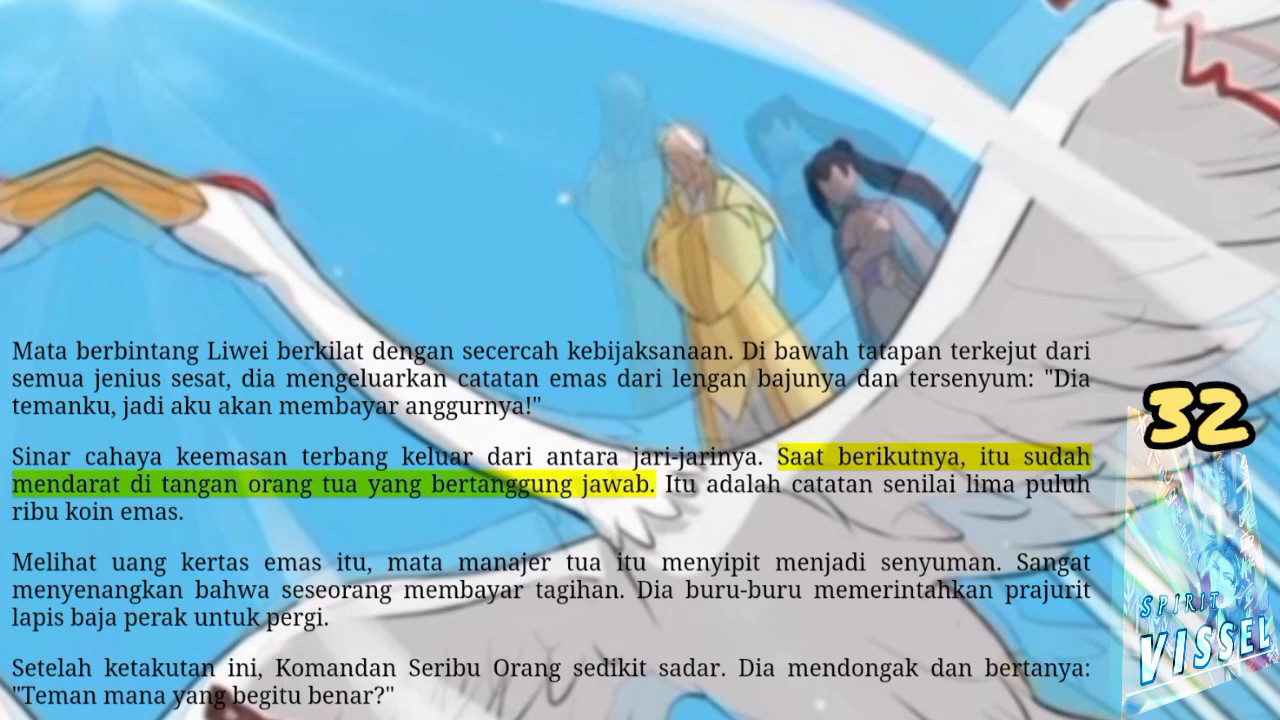 Mata berbintang Liwei berkilat dengan secercah kebijaksanaan. Di bawah tatapan terkejut dari
semua jenius sesat, dia mengeluarkan catatan emas dari lengan bajunya dan tersenyum: "Dia
temanku, jadi aku akan membayar anggurnya!"
Sinar cahaya keemasan terbang keluar dari antara jari-jarinya. Saat berikutnya, itu sudah
mendarat di tangan orang tua yang bertanggung jawab. Itu adalah catatan senilai lima puluh
ribu koin emas.
Melihat uang kertas emas itu, mata manajer tua itu menyipit menjadi senyuman. Sangat
menyenangkan bahwa seseorang membayar tagihan. Dia buru-buru memerintahkan prajurit
lapis baja perak untuk pergi.
Setelah ketakutan ini, Komandan Seribu Orang sedikit sadar. Dia mendongak dan bertanya:
"Teman mana yang begitu benar?"
32
SPIRIT
VISSEL